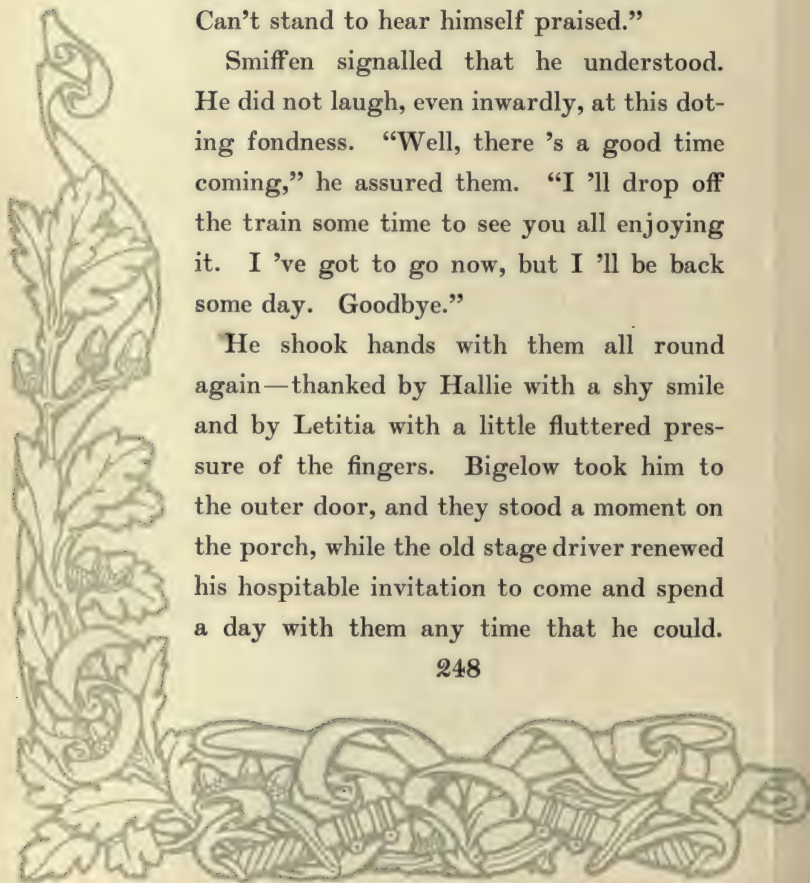 Can’t stand to hear himself praised.”
Smiffen signalled that he understood.
He did not laugh, even inwardly, at this dot-
ing fondness. “Well, there ’s a good time
coming,” he assured them. “I ’ll drop off
the train some time to see you all enjoying
it. I ’ve got to go now, but I ’ll be back
some day. Goodbye.”
He shook hands with them all round
again—thanked by Hallie with a shy smile
and by Letitia with a little fluttered pres-
sure of the fingers. Bigelow took him to
the outer door, and they stood a moment on
the porch, while the old stage driver renewed
his hospitable invitation to come and spend
a day with them any time that he could.
248